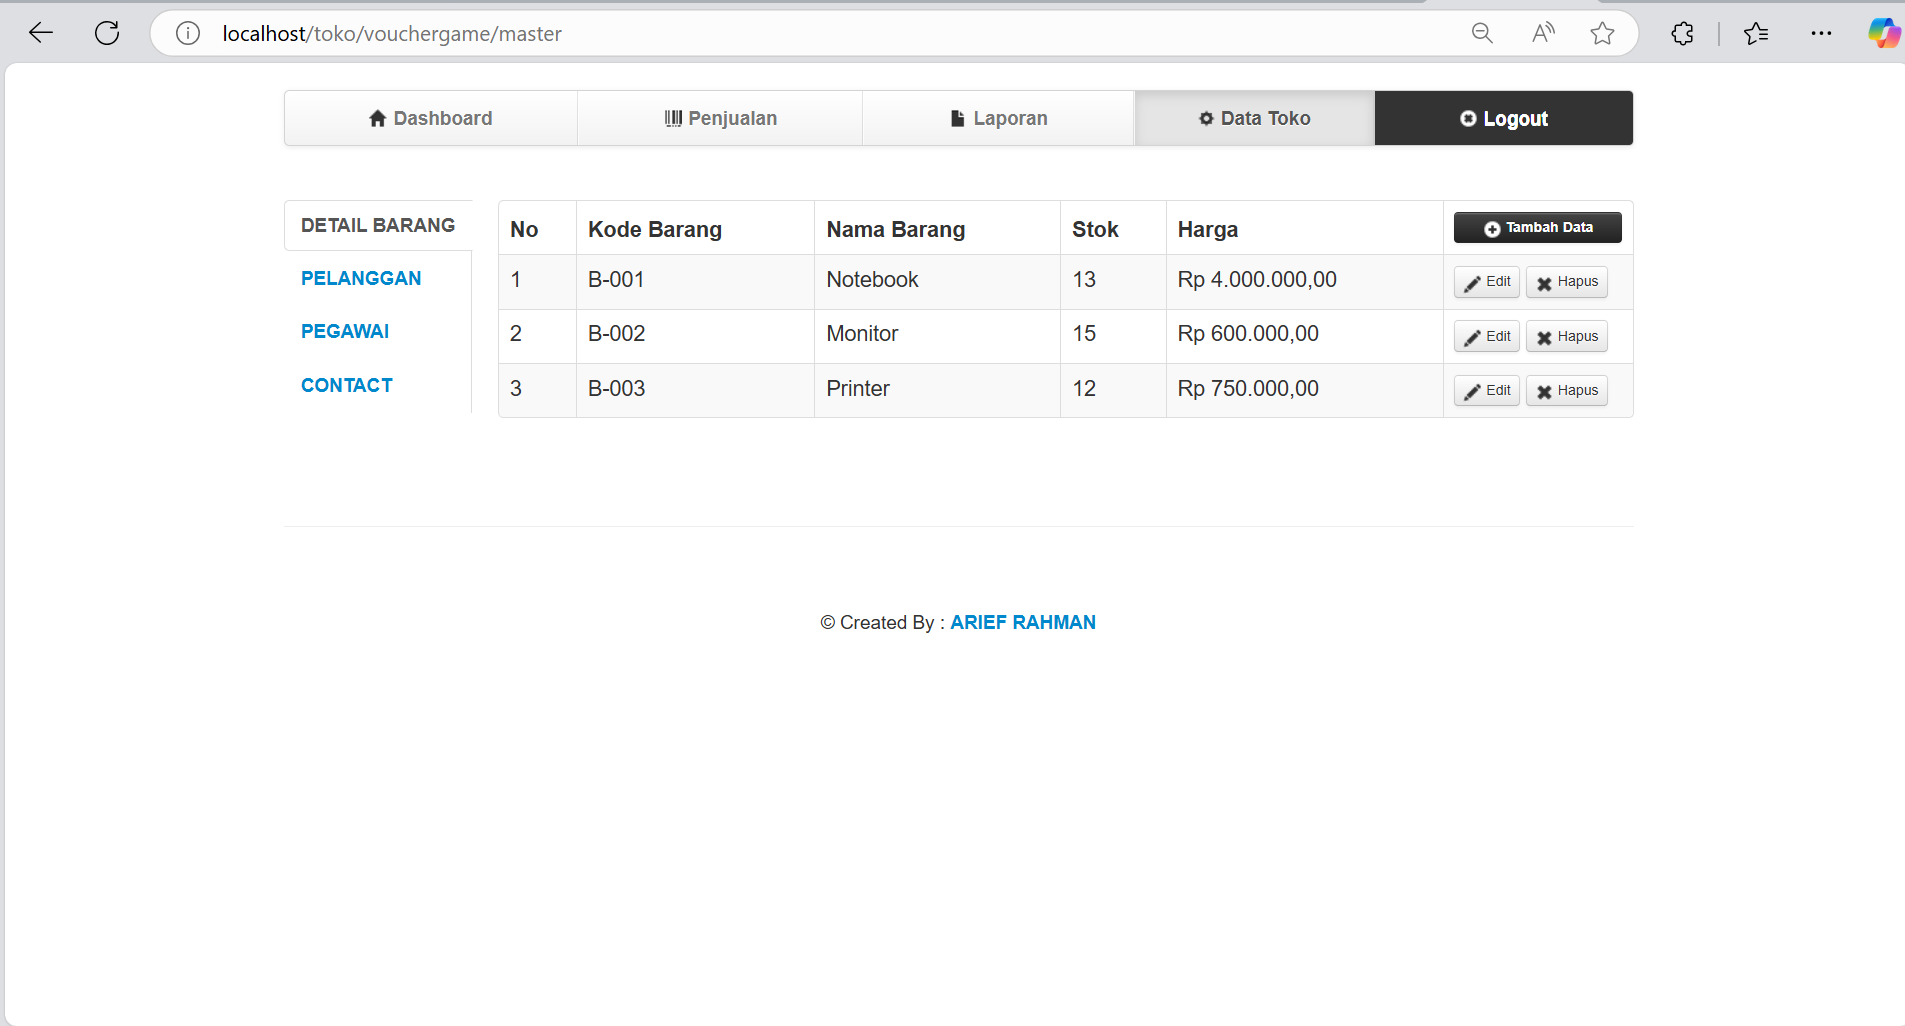 localhost/toko/vouchergame/master
Dashboard Penjualan Laporan Data Toko Logout
DETAIL BARANG
PELANGGAN
PEGAWAI
CONTACT
No Kode Barang Nama Barang Stok Harga Tambah Data
1 B-001 Notebook 13 Rp 4.000.000,00 Edit Hapus
2 B-002 Monitor 15 Rp 600.000,00 Edit Hapus
3 B-003 Printer 12 Rp 750.000,00 Edit Hapus
© Created By : ARIEF RAHMAN